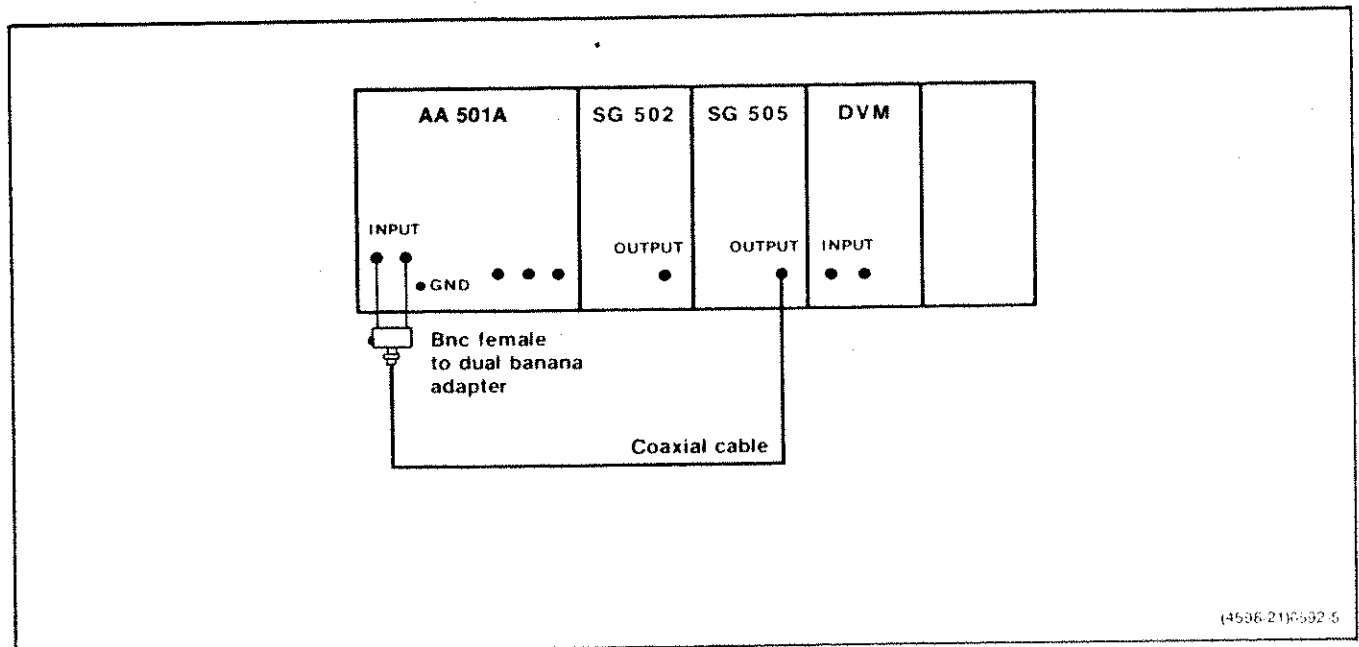 AA 501A
SG 502
SG 505
DVM
INPUT
GND
OUTPUT
OUTPUT
INPUT
Bnc female
to dual banana
adapter
Coaxial cable